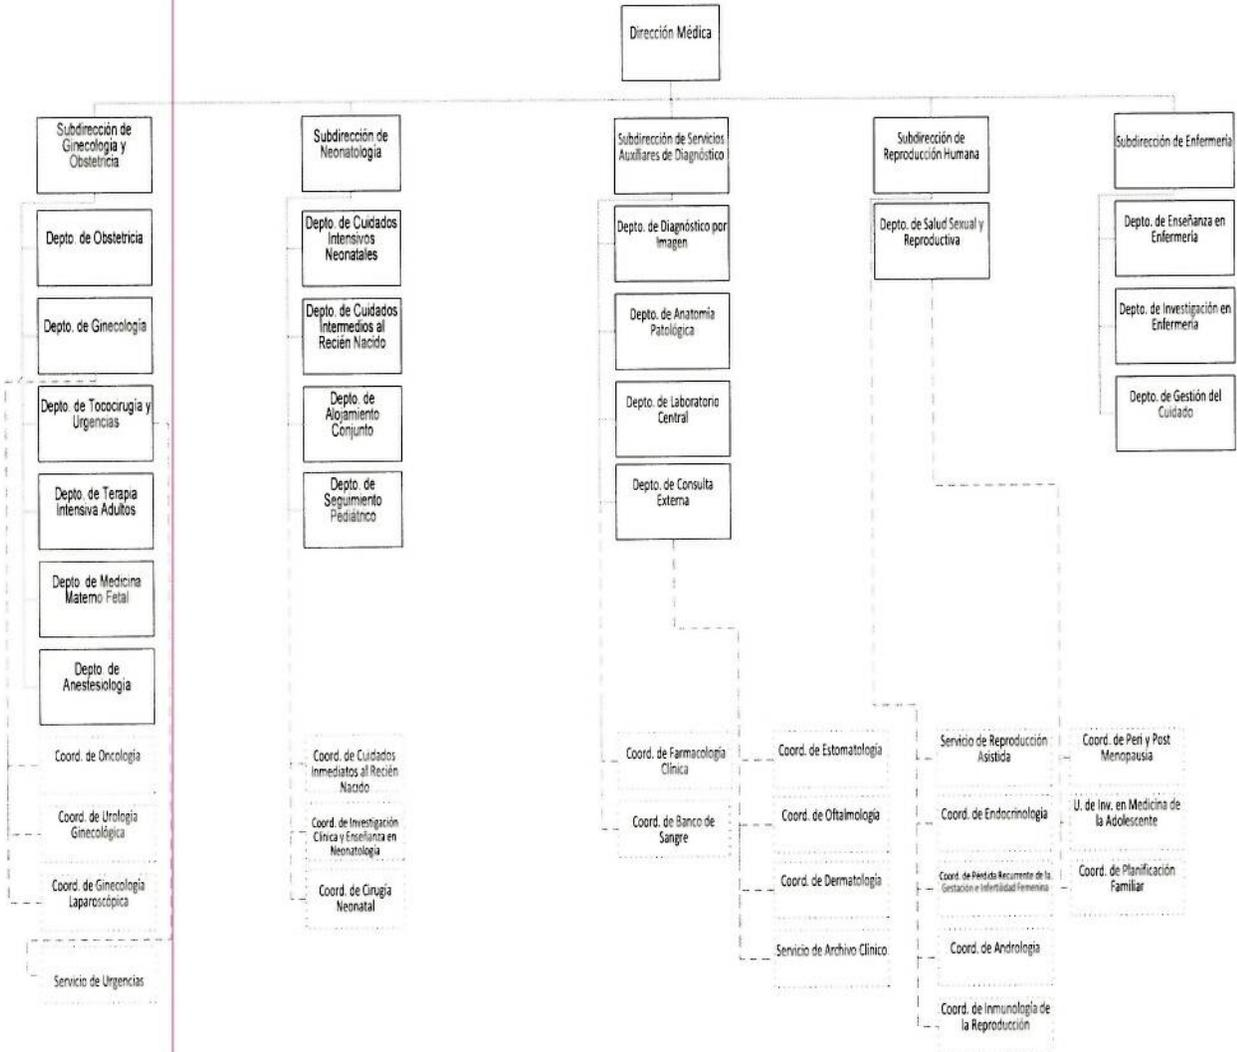 Dirección Médica
Subdirección de
Ginecología y
Obstetricia
Subdirección de
Neonatología
Subdirección de Servicios
Auxiliares de Diagnóstico
Subdirección de
Reproducción Humana
Subdirección de Enfermería
Depto. de Obstetricia
Depto. de Ginecología
Depto. de Tococirugía y
Urgencias
Depto. de Terapia
Intensiva Adultos
Depto. de Medicina
Materno Fetal
Depto. de
Anestesiología
Coord. de Oncología
Coord. de Urología
Ginecológica
Coord. de Ginecología
Laparoscópica
Servicio de Urgencias
Depto. de Cuidados
Intensivos
Neonatales
Depto. de Cuidados
Intermedios al
Recién Nacido
Depto. de
Alojamiento
Conjunto
Depto. de
Seguimiento
Pediátrico
Coord. de Cuidados
Inmediatos al Recién
Nacido
Coord. de Investigación
Clínica y Enseñanza en
Neonatología
Coord. de Cirugía
Neonatal
Depto. de Diagnóstico por
Imagen
Depto. de Anatomía
Patológica
Depto. de Laboratorio
Central
Depto. de Consulta
Externa
Coord. de Farmacología
Clínica
Coord. de Banco de
Sangre
Coord. de Estomatología
Coord. de Oftalmología
Coord. de Dermatología
Servicio de Archivo Clínico
Depto. de Salud Sexual y
Reproductiva
Servicio de Reproducción
Asistida
Coord. de Endocrinología
Coord. de Pérdida Recurrente de la
Gestación e Infertilidad Femenina
Coord. de Andrología
Coord. de Inmunología de
la Reproducción
Coord. de Peri y Post
Menopausia
U. de Inv. en Medicina de
la Adolescente
Coord. de Planificación
Familiar
Depto. de Enseñanza en
Enfermería
Depto. de Investigación en
Enfermería
Depto. de Gestión del
Cuidado